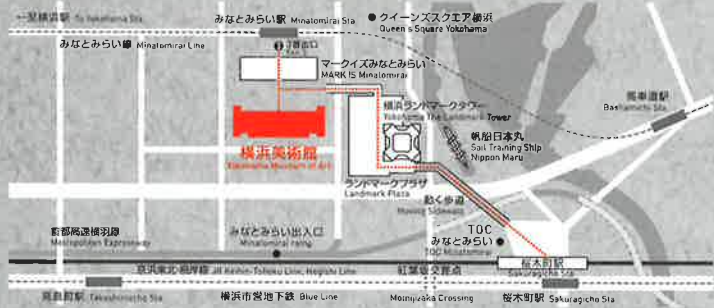 ←至横浜駅 To Yokohama Sta.
みなとみらい駅 Minatomirai Sta.
クイーンズスクエア横浜
Queen's Square Yokohama
みなとみらい線 Minatomirai Line
3番出口
マークイズみなとみらい
MARK IS Minatomirai
馬車道駅
Bashamichi Sta.
横浜ランドマークタワー
Yokohama The Landmark Tower
帆船日本丸
Sail Training Ship
Nippon Maru
横浜美術館
Yokohama Museum of Art
ランドマークプラザ
Landmark Plaza
動く歩道
Moving Sidewalk
首都高速横羽線
Metropolitan Expressway
みなとみらい出入口
Minatomirai ramp
TOC
みなとみらい
TOC Minatomirai
桜木町駅
Sakuragicho Sta.
京浜東北・根岸線 JR Keihin-Tohoku Line, Negishi Line
紅葉坂交差点
高島町駅 Takashimacho Sta.
横浜市営地下鉄 Blue Line
Momijizaka Crossing
桜木町駅 Sakuragicho Sta.